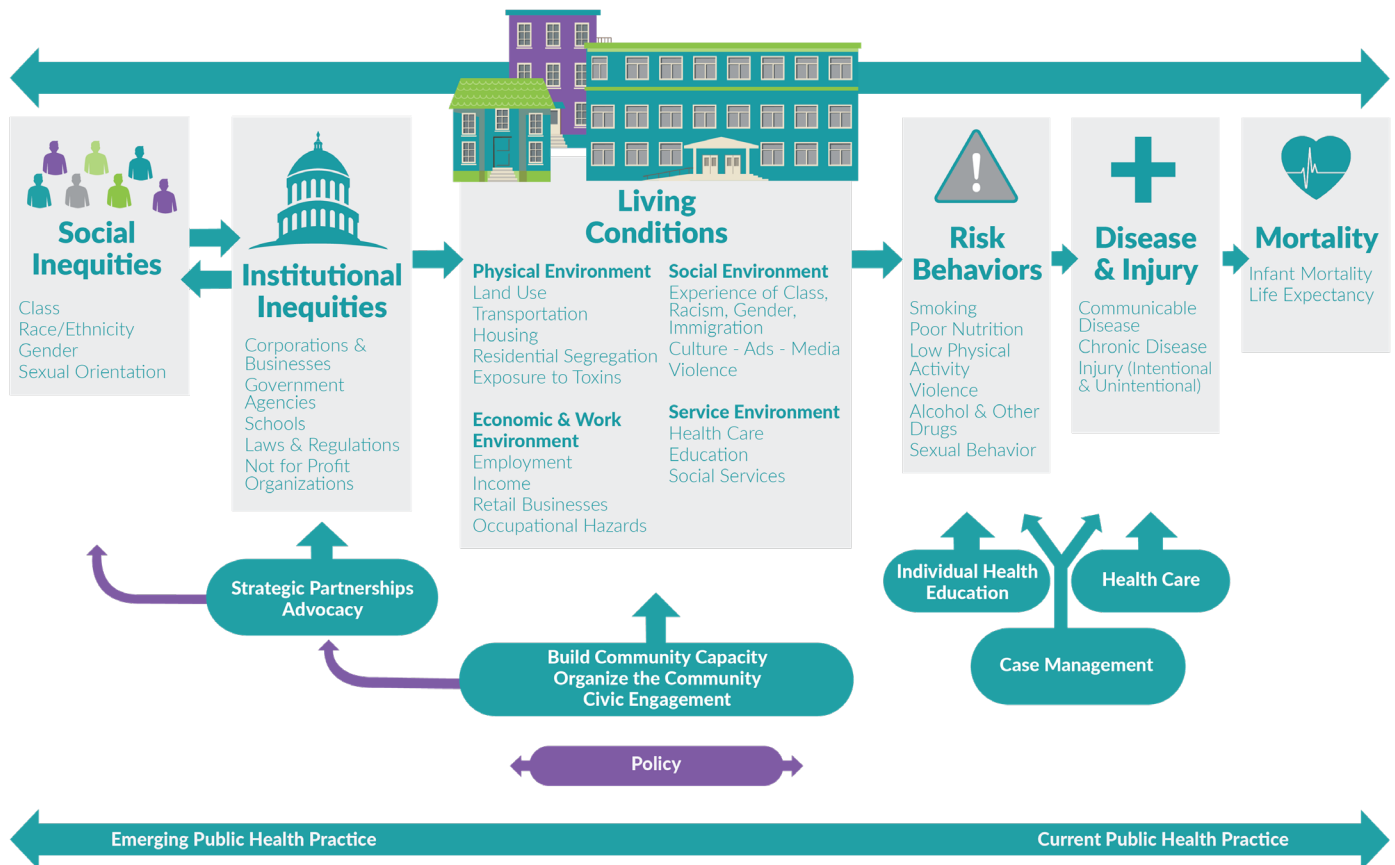 Social
Inequities
Class
Race/Ethnicity
Gender
Sexual Orientation
Institutional
Inequities
Corporations &
Businesses
Government
Agencies
Schools
Laws & Regulations
Not for Profit
Organizations
Living
Conditions
Physical Environment
Land Use
Transportation
Housing
Residential Segregation
Exposure to Toxins
Economic & Work
Environment
Employment
Income
Retail Businesses
Occupational Hazards
Social Environment
Experience of Class,
Racism, Gender,
Immigration
Culture - Ads - Media
Violence
Service Environment
Health Care
Education
Social Services
Risk
Behaviors
Smoking
Poor Nutrition
Low Physical
Activity
Violence
Alcohol & Other
Drugs
Sexual Behavior
Disease
& Injury
Communicable
Disease
Chronic Disease
Injury (Intentional
& Unintentional)
Mortality
Infant Mortality
Life Expectancy
Strategic Partnerships
Advocacy
Build Community Capacity
Organize the Community
Civic Engagement
Individual Health
Education
Health Care
Case Management
Policy
Emerging Public Health Practice
Current Public Health Practice